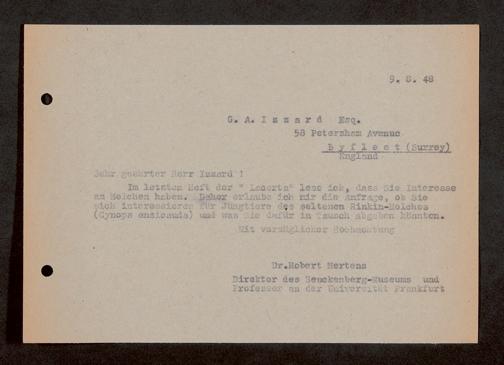 9. 8. 48
G. A. Izzard Esq.
58 Petersham Avenue
Byfleet (Surrey)
England
Sehr geehrter Herr Izzard !
Im letzten Heft der " Lacerta" lese ich, dass Sie Interesse
an Molchen haben. Daher erlaube ich mir die Anfrage, ob Sie
sich interessieren für Jungtiere des seltenen Riukiu-Molches
(Cynops ensicauda) und was Sie dafür in Tausch abgeben könnten.
Mit vorzüglicher Hochachtung
Dr. Robert Mertens
Direktor des Senckenberg-Museums und
Professor an der Universität Frankfurt